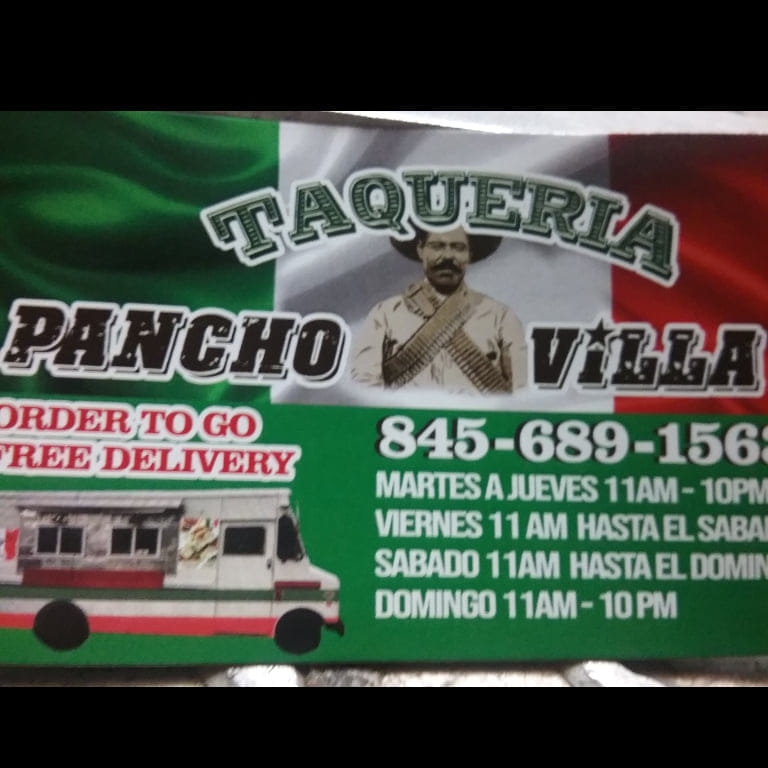 TAQUERIA
PANCHO VILLA
ORDER TO GO
FREE DELIVERY
845-689-156
MARTES A JUEVES 11AM - 10PM
VIERNES 11 AM HASTA EL
SABADO 11AM HASTA EL
DOMINGO 11AM - 10 PM